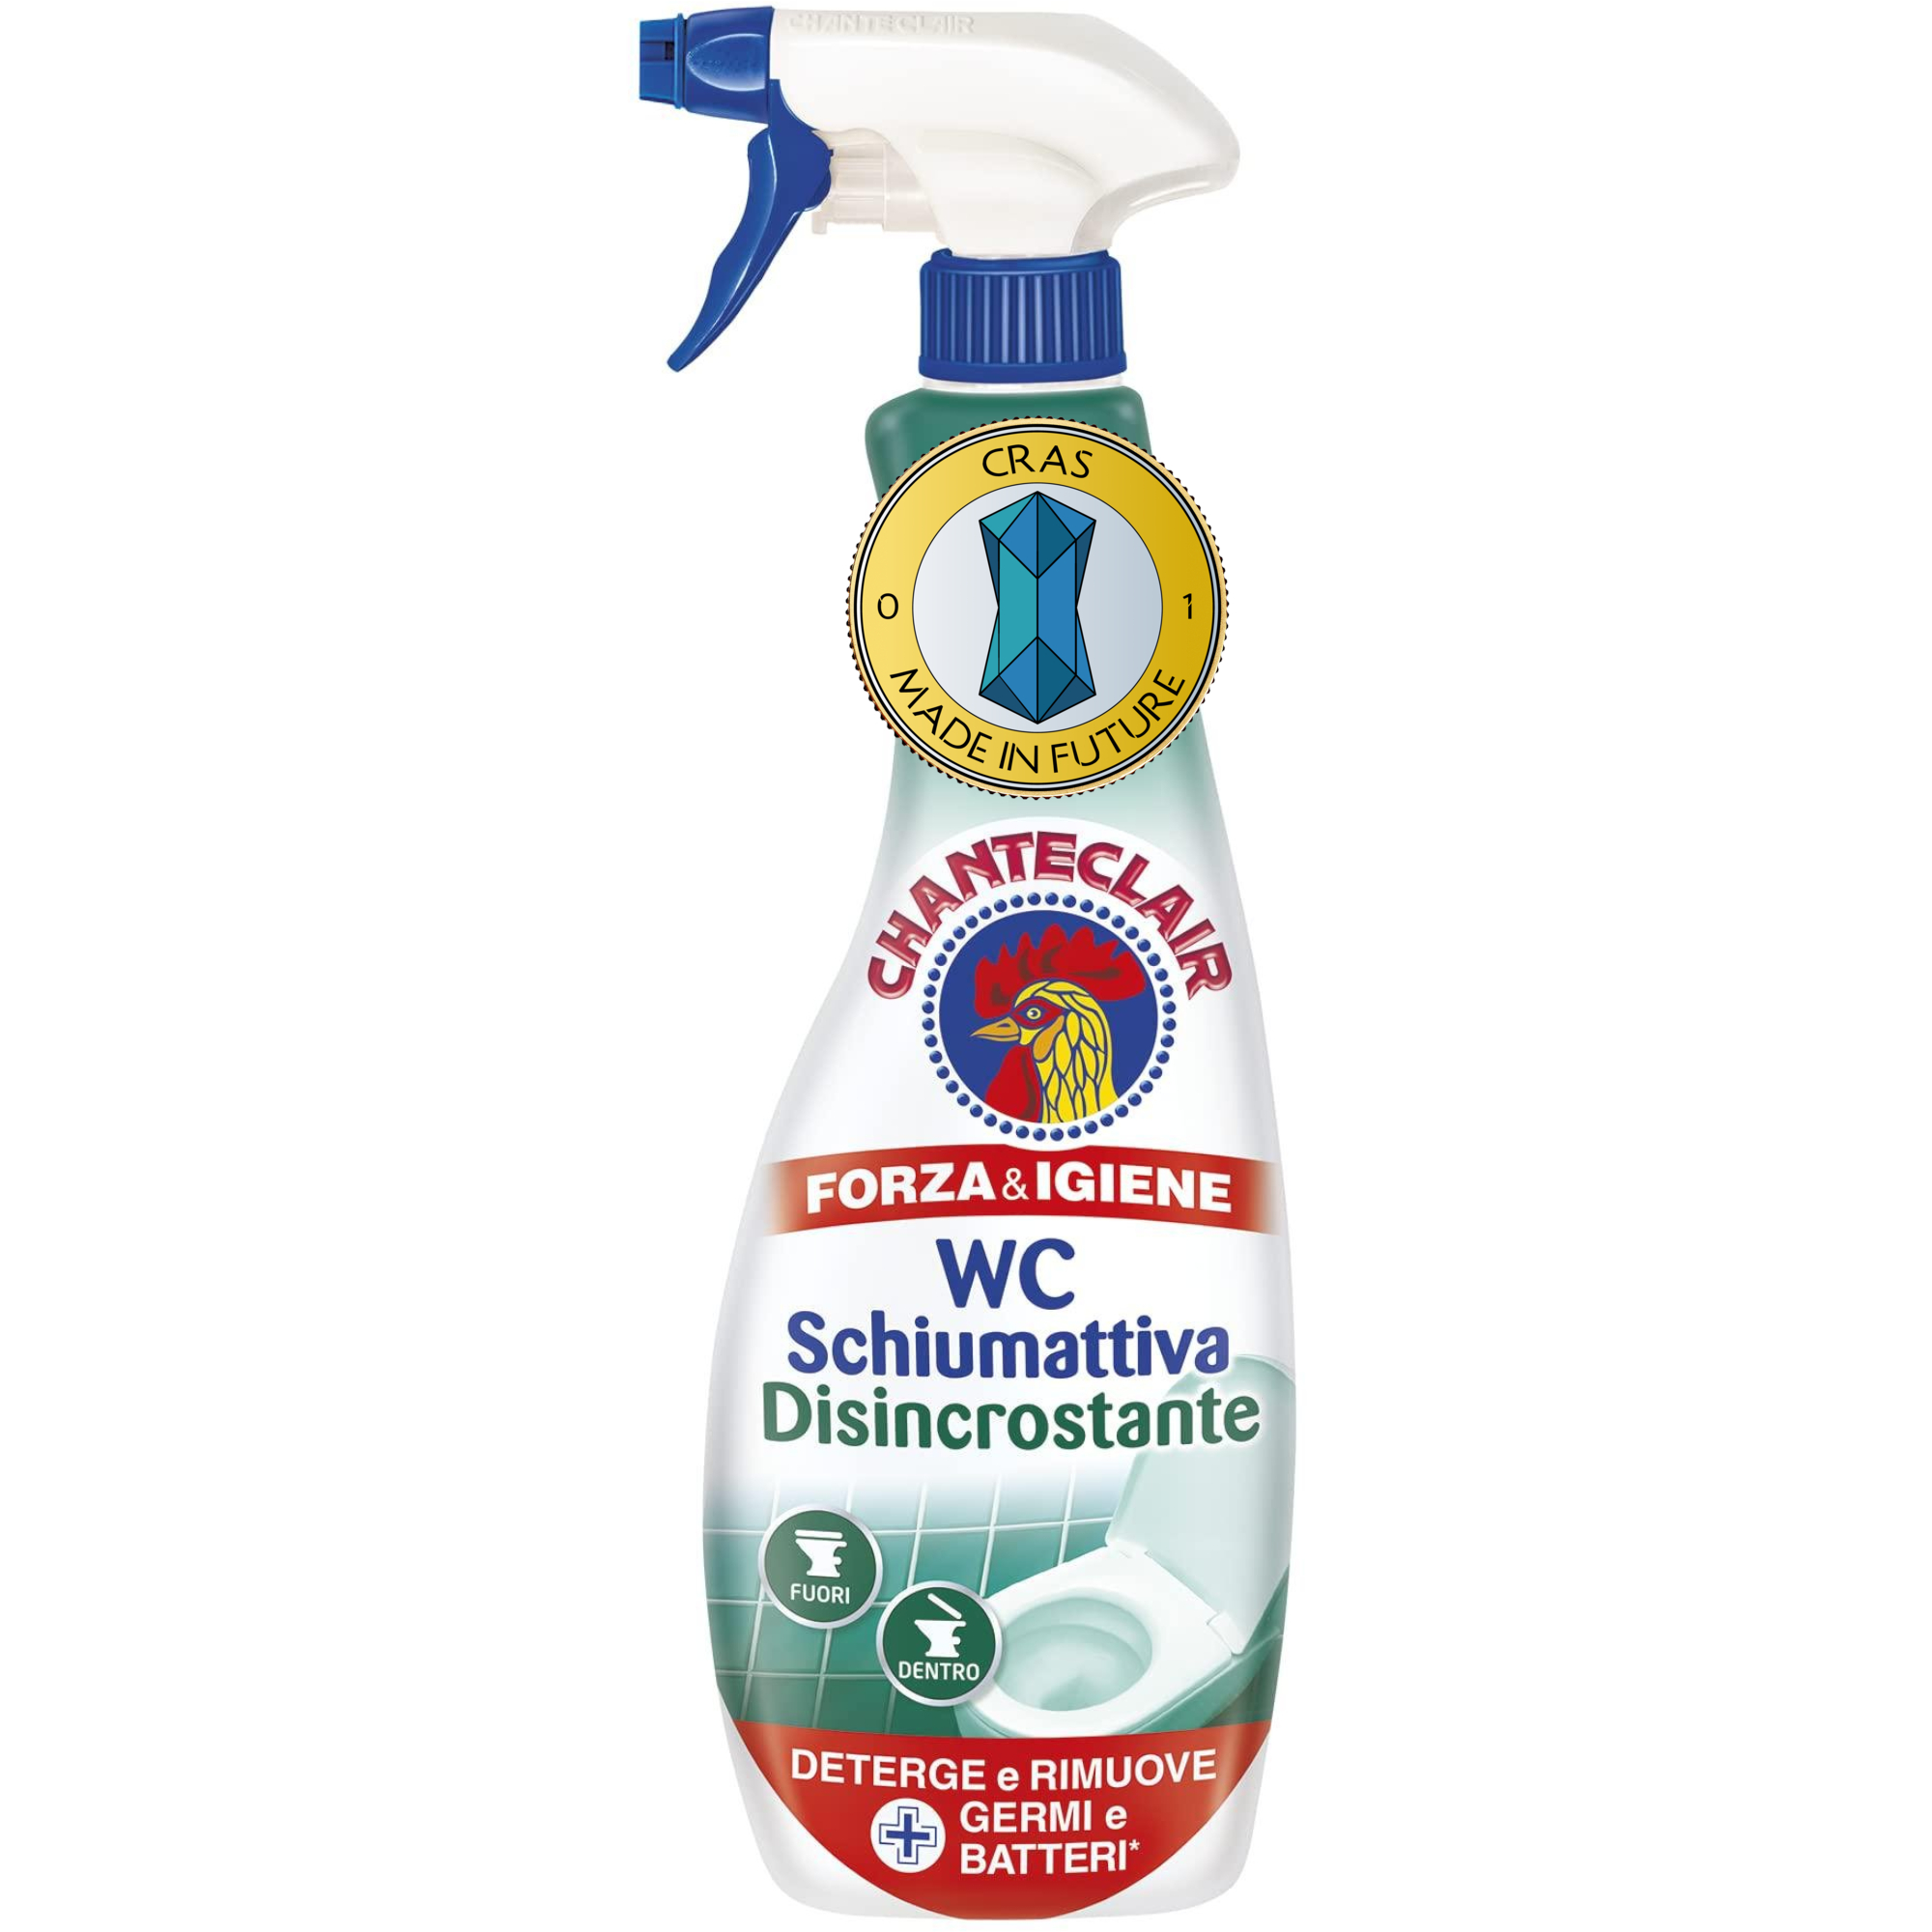 CHANTECLAIR
CRAS
0 1
MADE IN FUTURE
CHANTECLAIR
FORZA & IGIENE
WC
Schiumattiva
Disincrostante
FUORI
DENTRO
DETERGE e RIMUOVE
GERMI e
BATTERI*